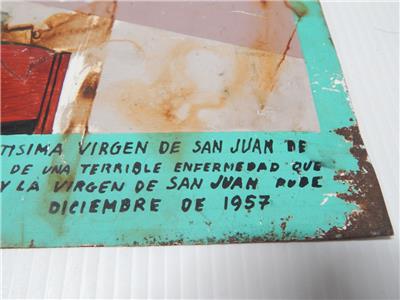 TISIMA VIRGEN DE SAN JUAN DE
DE UNA TERRIBLE ENFERMEDAD QUE
Y LA VIRGEN DE SAN JUAN PUDE
DICIEMBRE DE 1957